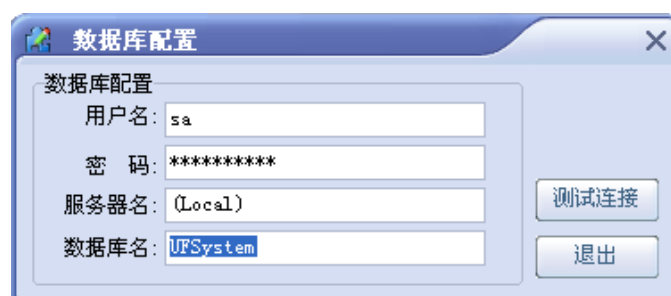 数据库配置
数据库配置
用户名: sa
密 码: **********
服务器名: (Local)
测试连接
数据库名: UFSystem
退出